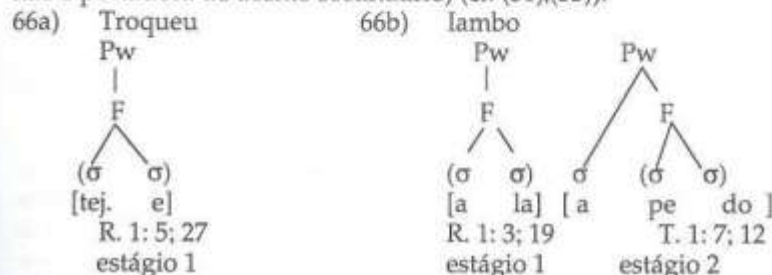 66a) Troqueu 66b) Iambo
Pw Pw Pw
F F F
(σ σ) (σ σ) σ (σ σ)
[tej. e] [a la] [a pe do ]
R. 1: 5; 27 R. 1: 3; 19 T. 1: 7; 12
estágio 1 estágio 1 estágio 2